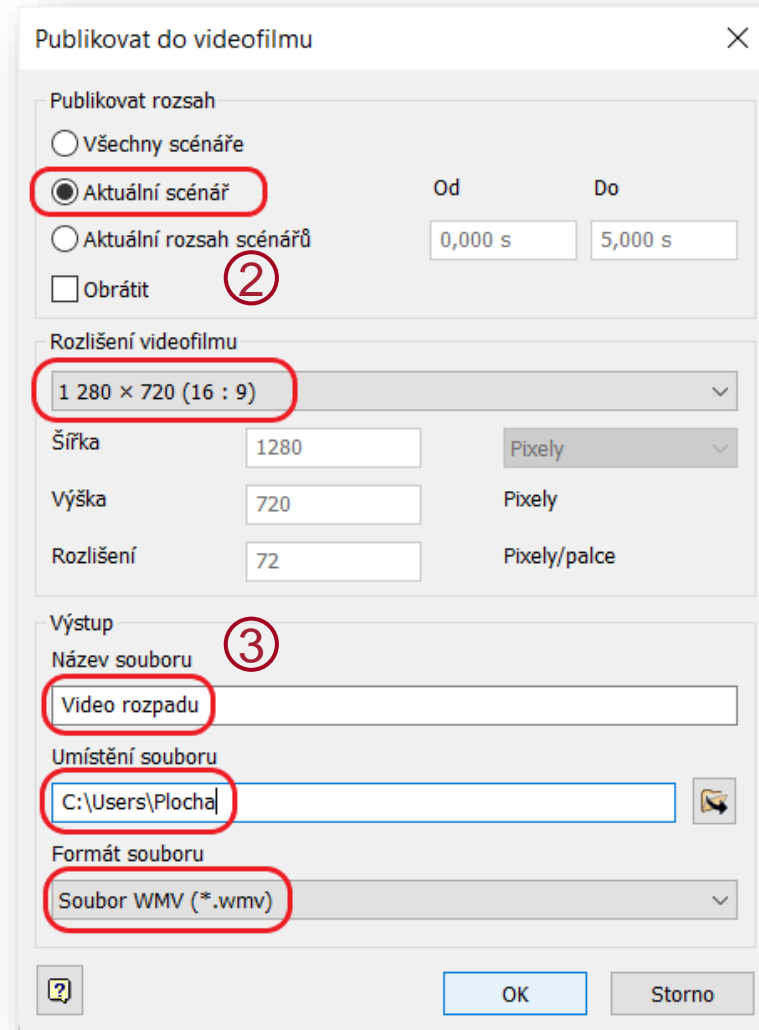 Publikovat do videofilmu
Publikovat rozsah
Všechny scénáře
Aktuální scénář
Od
Do
Aktuální rozsah scénářů
0,000 s
5,000 s
②
Obrátit
Rozlišení videofilmu
1 280 × 720 (16 : 9)
Šířka
1280
Pixely
Výška
720
Pixely
Rozlišení
72
Pixely/palce
Výstup
③
Název souboru
Video rozpadu
Umístění souboru
C:\Users\Plocha
Formát souboru
Soubor WMV (*.wmv)
?
OK
Storno